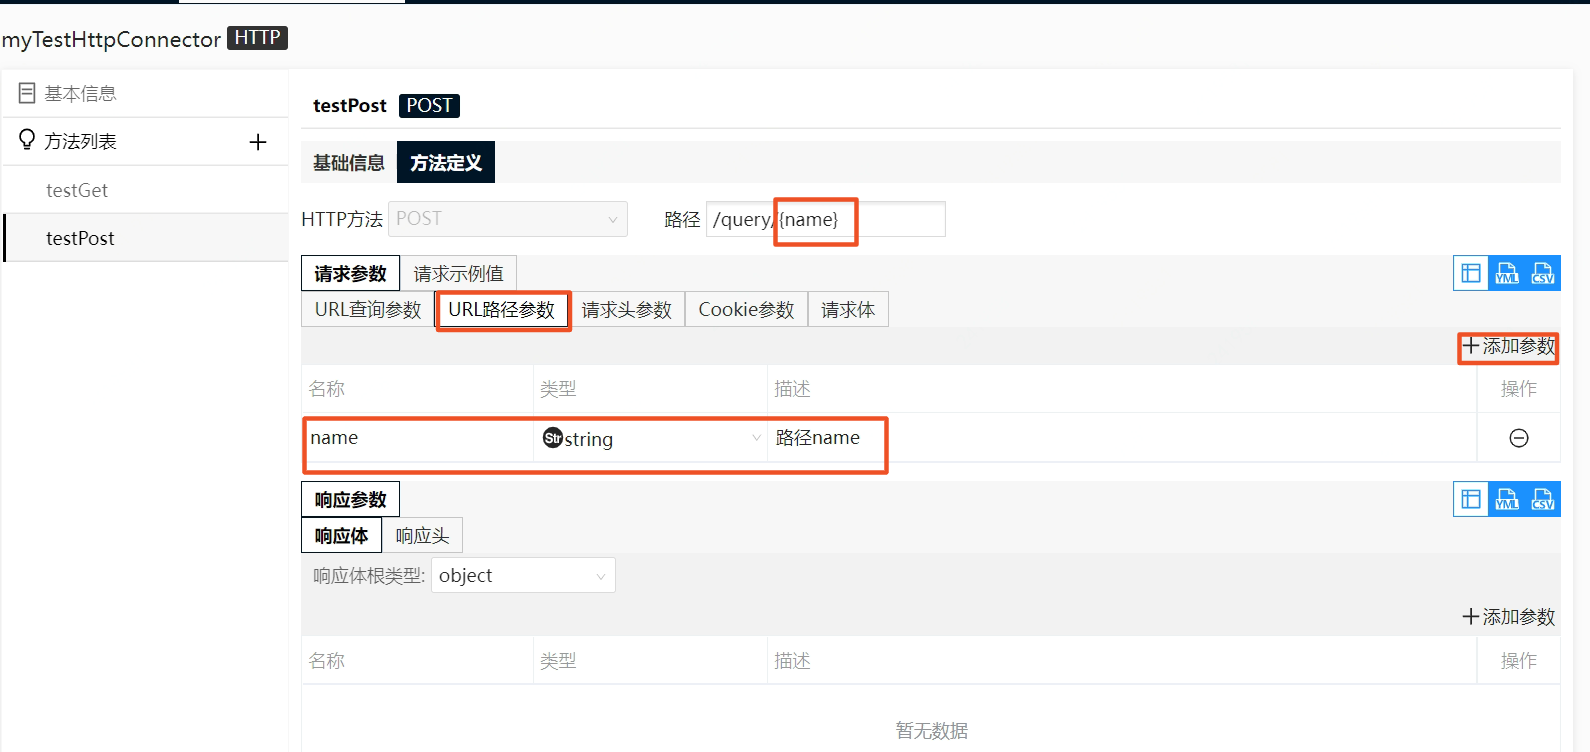 myTestHttpConnector HTTP
基本信息
方法列表
testGet
testPost
testPost POST
基础信息 方法定义
HTTP方法 POST 路径 /query/{name}
请求参数 请求示例值 YML CSV
URL查询参数 URL路径参数 请求头参数 Cookie参数 请求体
添加参数
名称 类型 描述 操作
name Str string 路径name
响应参数 YML CSV
响应体 响应头
响应体根类型: object
添加参数
名称 类型 描述 操作
暂无数据